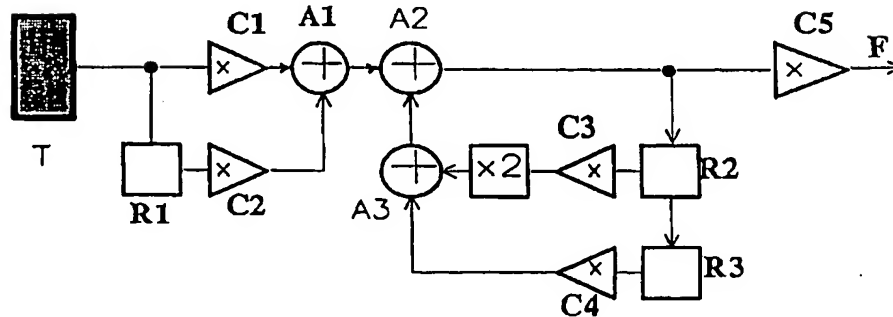 C1
A1
A2
C5
×
×
F
T
R1
×
C2
A3
×2
C3
×
R2
C4
×
R3